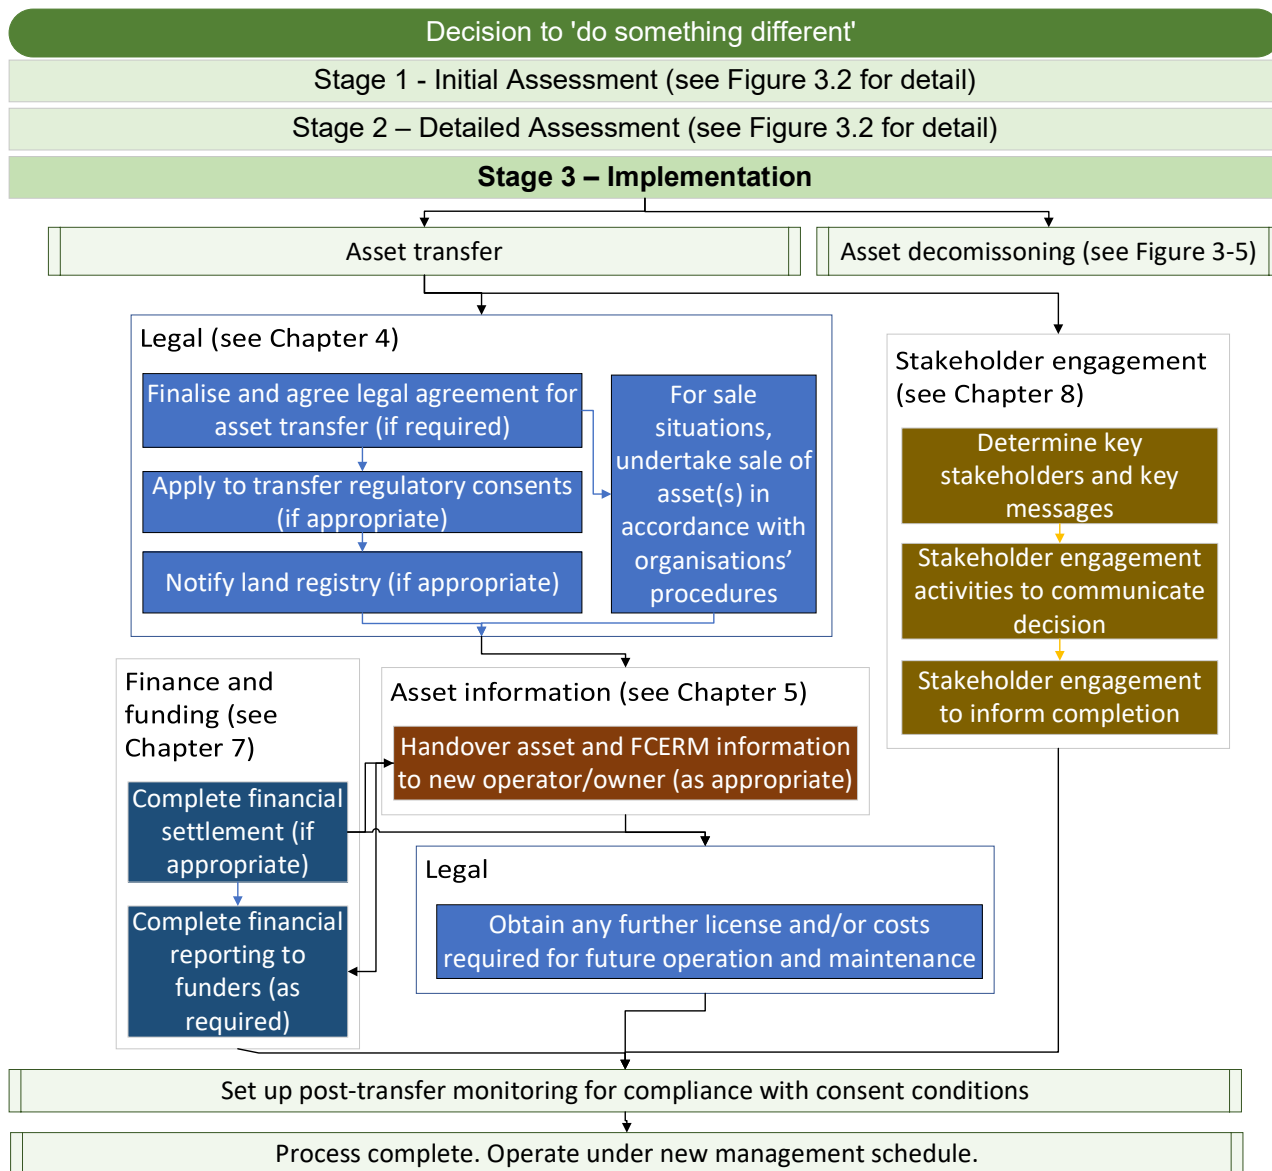 Decision to 'do something different'
Stage 1 - Initial Assessment (see Figure 3.2 for detail)
Stage 2 – Detailed Assessment (see Figure 3.2 for detail)
Stage 3 – Implementation
Asset transfer
Asset decomissoning (see Figure 3-5)
Legal (see Chapter 4)
Finalise and agree legal agreement for
asset transfer (if required)
Apply to transfer regulatory consents
(if appropriate)
Notify land registry (if appropriate)
For sale
situations,
undertake sale of
asset(s) in
accordance with
organisations’
procedures
Stakeholder engagement
(see Chapter 8)
Determine key
stakeholders and key
messages
Stakeholder engagement
activities to communicate
decision
Stakeholder engagement
to inform completion
Finance and
funding (see
Chapter 7)
Complete financial
settlement (if
appropriate)
Complete financial
reporting to
funders (as
required)
Asset information (see Chapter 5)
Handover asset and FCERM information
to new operator/owner (as appropriate)
Legal
Obtain any further license and/or costs
required for future operation and maintenance
Set up post-transfer monitoring for compliance with consent conditions
Process complete. Operate under new management schedule.